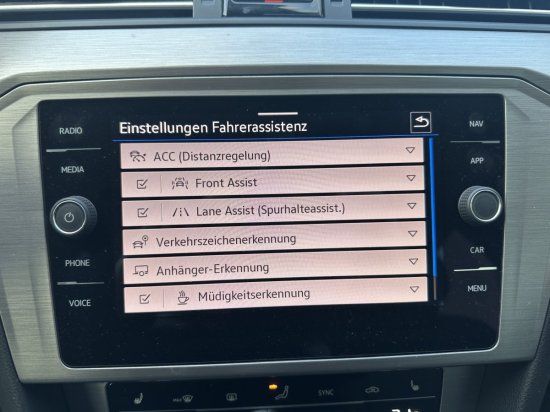 Einstellungen Fahrerassistenz
ACC (Distanzregelung)
Front Assist
Lane Assist (Spurhalteassist.)
Verkehrszeichenerkennung
Anhänger-Erkennung
Müdigkeitserkennung
RADIO
MEDIA
PHONE
VOICE
NAV
APP
CAR
MENU
MAX
SYNC